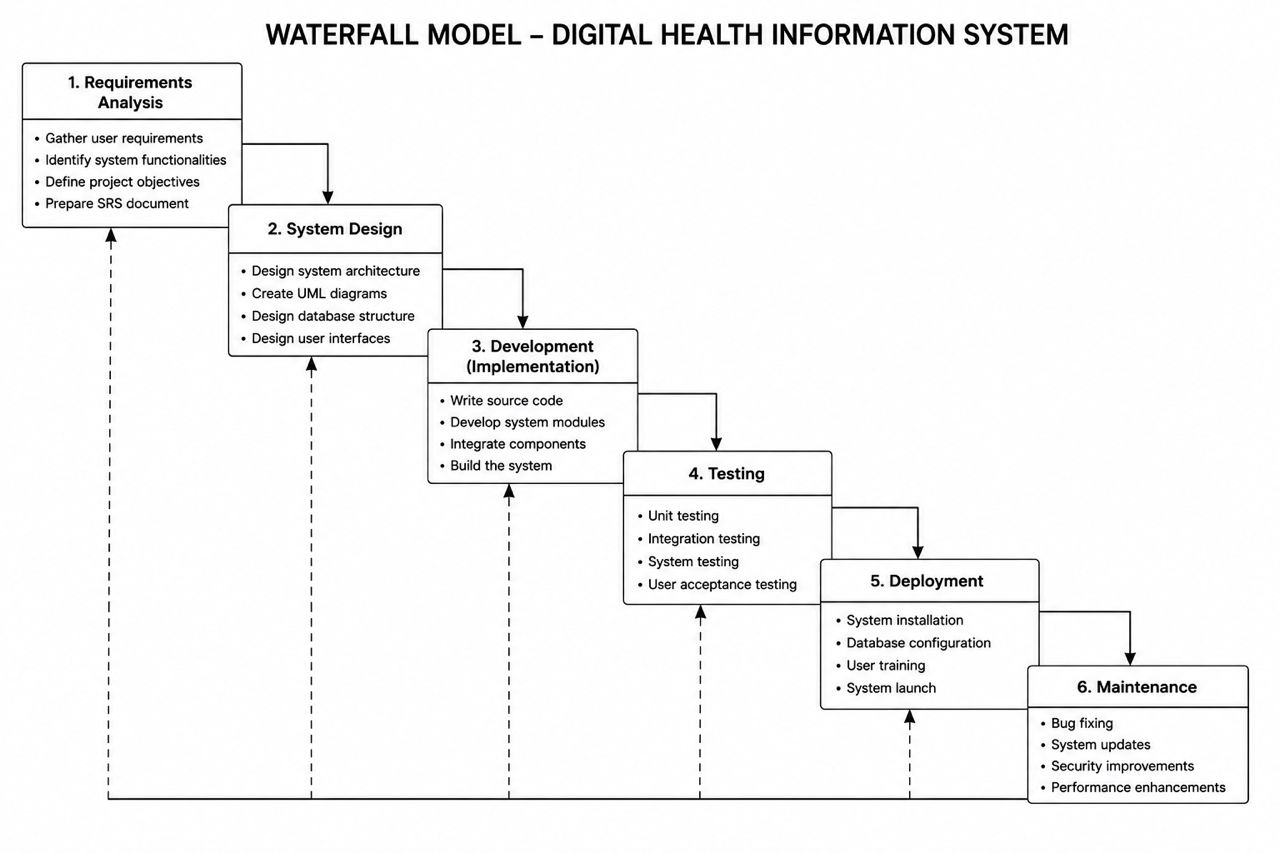 WATERFALL MODEL – DIGITAL HEALTH INFORMATION SYSTEM
1. Requirements
Analysis
• Gather user requirements
• Identify system functionalities
• Define project objectives
• Prepare SRS document
2. System Design
• Design system architecture
• Create UML diagrams
• Design database structure
• Design user interfaces
3. Development
(Implementation)
• Write source code
• Develop system modules
• Integrate components
• Build the system
4. Testing
• Unit testing
• Integration testing
• System testing
• User acceptance testing
5. Deployment
• System installation
• Database configuration
• User training
• System launch
6. Maintenance
• Bug fixing
• System updates
• Security improvements
• Performance enhancements